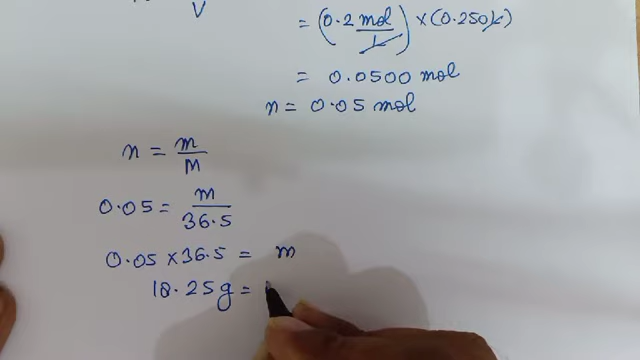 V
= (0.2 mol/L) × (0.250 L)
= 0.0500 mol
n = 0.05 mol
n = m/M
0.05 = m/36.5
0.05 × 36.5 = m
18.25 g =